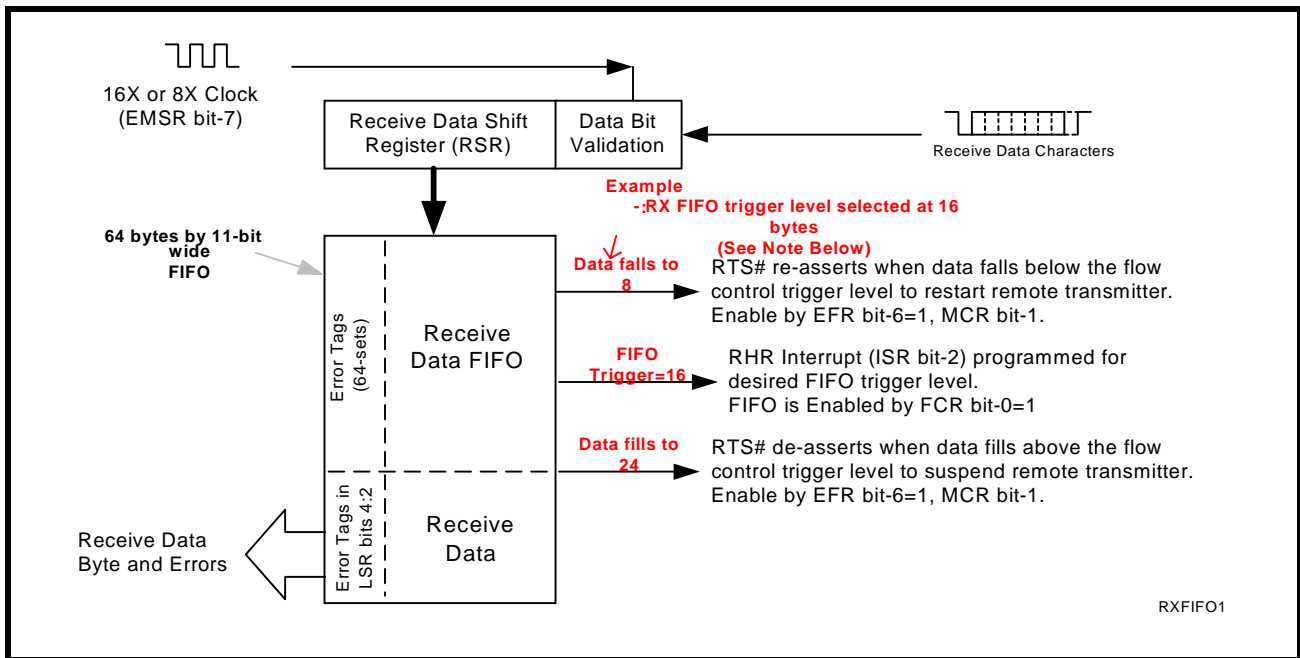 16X or 8X Clock
(EMSR bit-7)
Receive Data Shift
Register (RSR)
Data Bit
Validation
Receive Data Characters
Example
-:RX FIFO trigger level selected at 16
bytes
(See Note Below)
64 bytes by 11-bit
wide
FIFO
Data falls to
8
RTS# re-asserts when data falls below the flow
control trigger level to restart remote transmitter.
Enable by EFR bit-6=1, MCR bit-1.
Error Tags
(64-sets)
Receive
Data FIFO
FIFO
Trigger=16
RHR Interrupt (ISR bit-2) programmed for
desired FIFO trigger level.
FIFO is Enabled by FCR bit-0=1
Data fills to
24
RTS# de-asserts when data fills above the flow
control trigger level to suspend remote transmitter.
Enable by EFR bit-6=1, MCR bit-1.
Error Tags in
LSR bits 4:2
Receive
Data
Receive Data
Byte and Errors
RXFIFO1